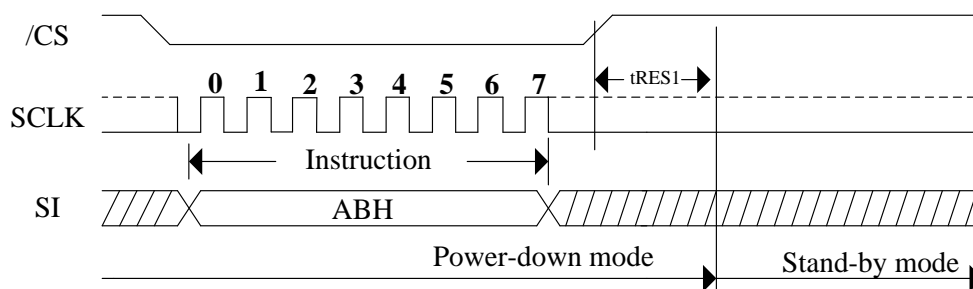 /CS
tRES1
0 1 2 3 4 5 6 7
SCLK
Instruction
SI
ABH
Power-down mode
Stand-by mode